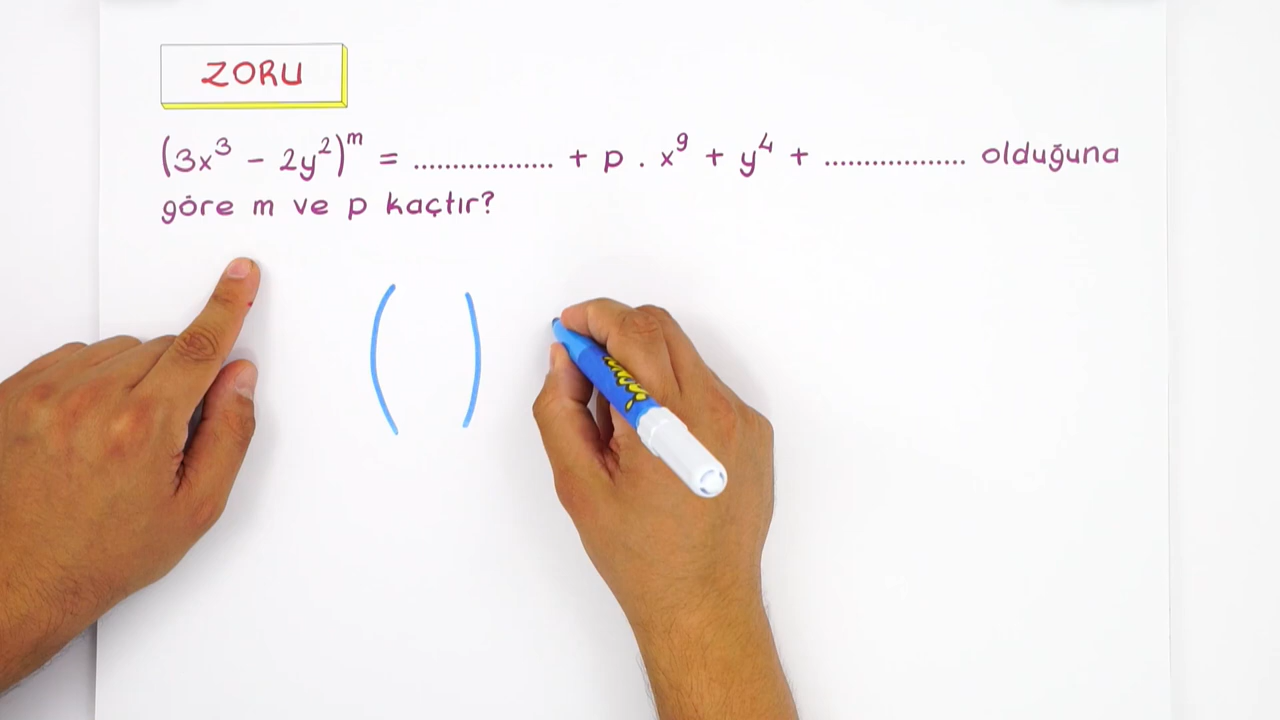 ZORU
(3x³ - 2y²)ᵐ = .................. + p . x⁹ + y⁴ + .................. olduğuna
göre m ve p kaçtır?
( )